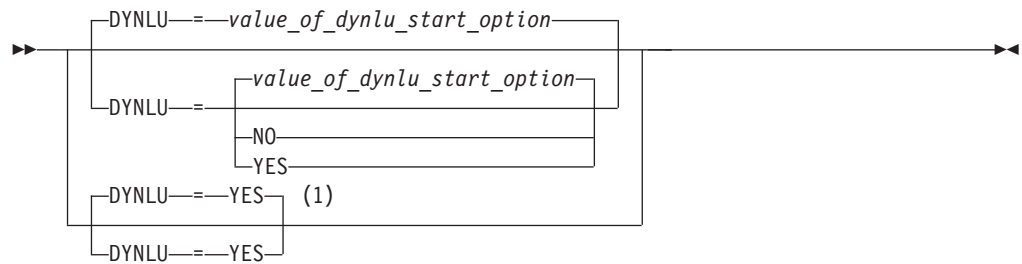 DYNLU = value_of_dynlu_start_option
value_of_dynlu_start_option
DYNLU =
NO
YES
DYNLU = YES (1)
DYNLU = YES